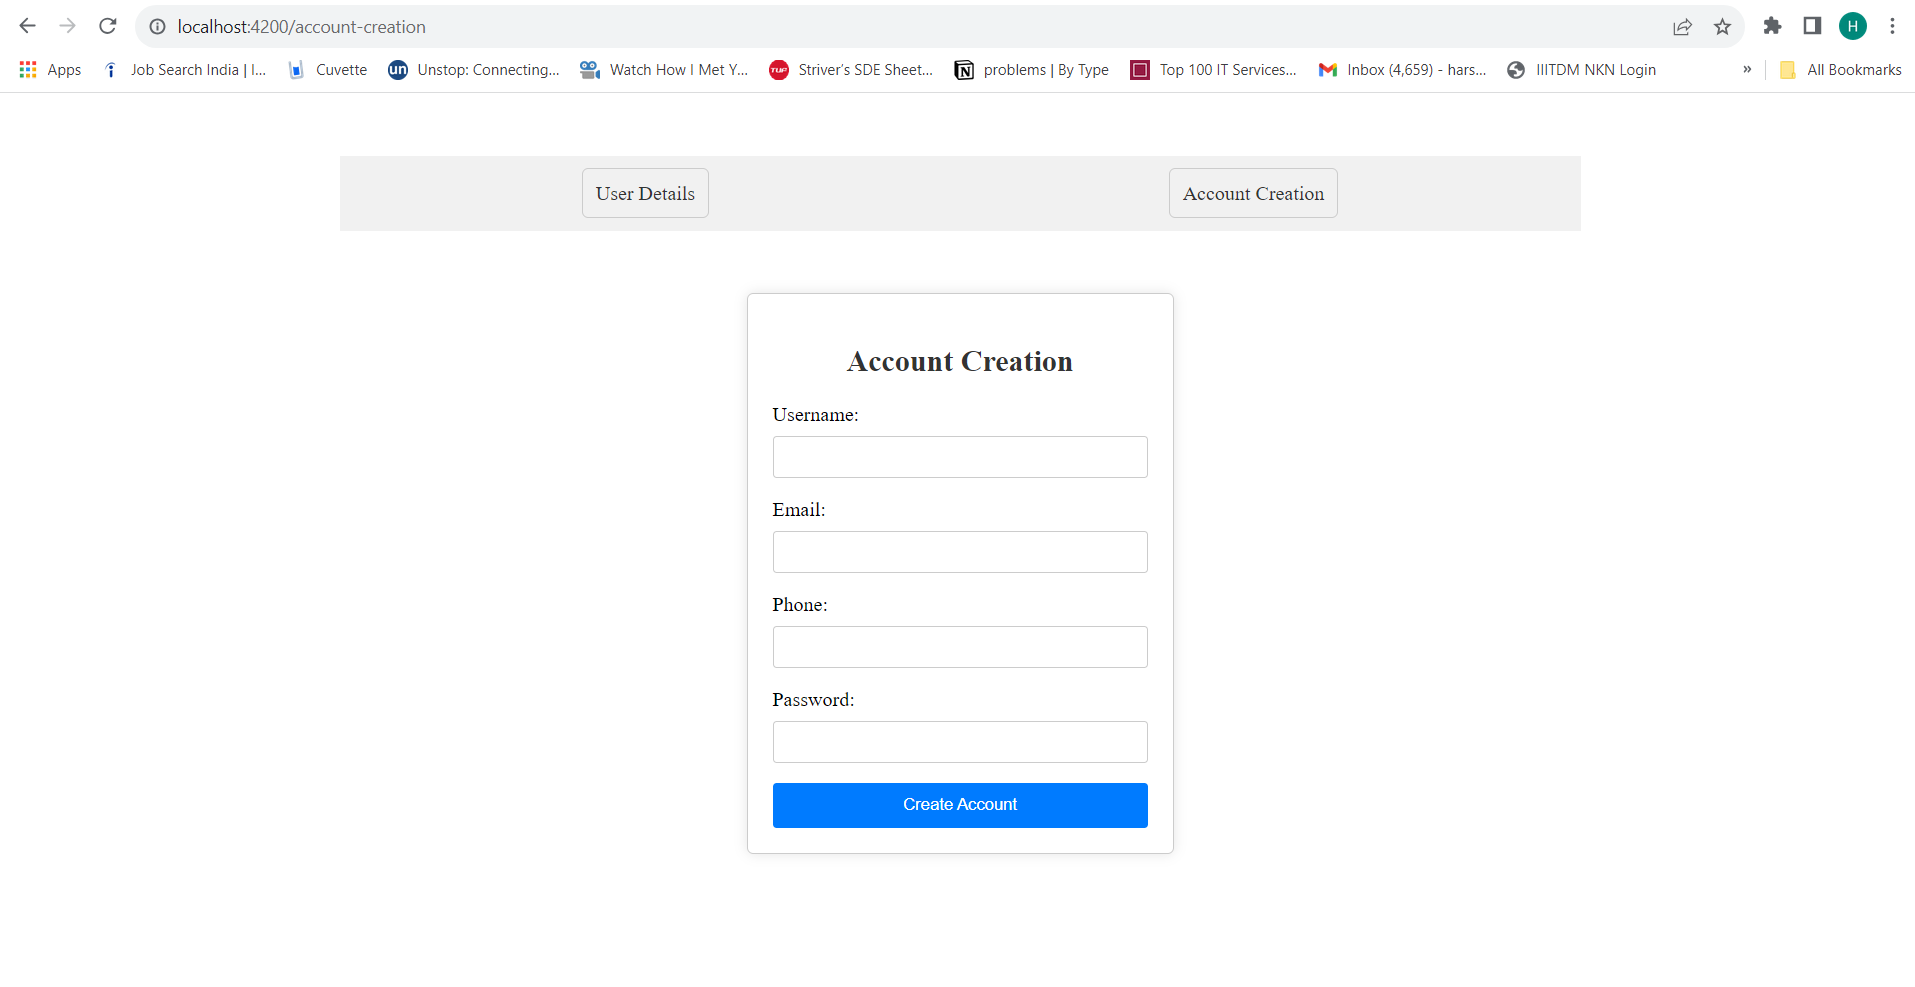 localhost:4200/account-creation
H
Apps Job Search India | I... Cuvette un Unstop: Connecting... Watch How I Met Y... TUF Striver's SDE Sheet... N problems | By Type Top 100 IT Services... Inbox (4,659) - hars... IIITDM NKN Login » All Bookmarks
User Details Account Creation
Account Creation
Username:
Email:
Phone:
Password:
Create Account